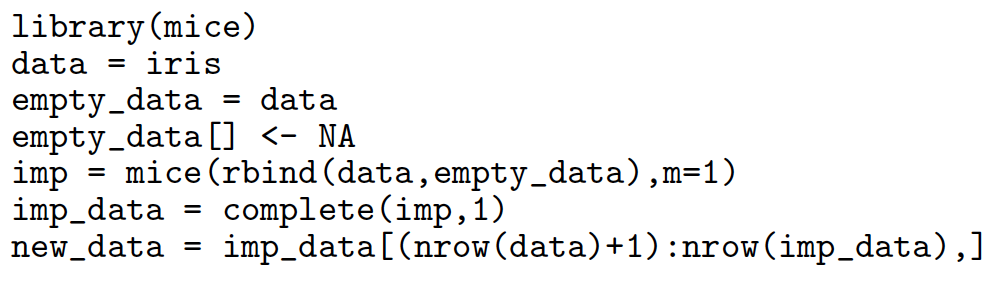 library(mice)
data = iris
empty_data = data
empty_data[] <- NA
imp = mice(rbind(data,empty_data),m=1)
imp_data = complete(imp,1)
new_data = imp_data[(nrow(data)+1):nrow(imp_data),]